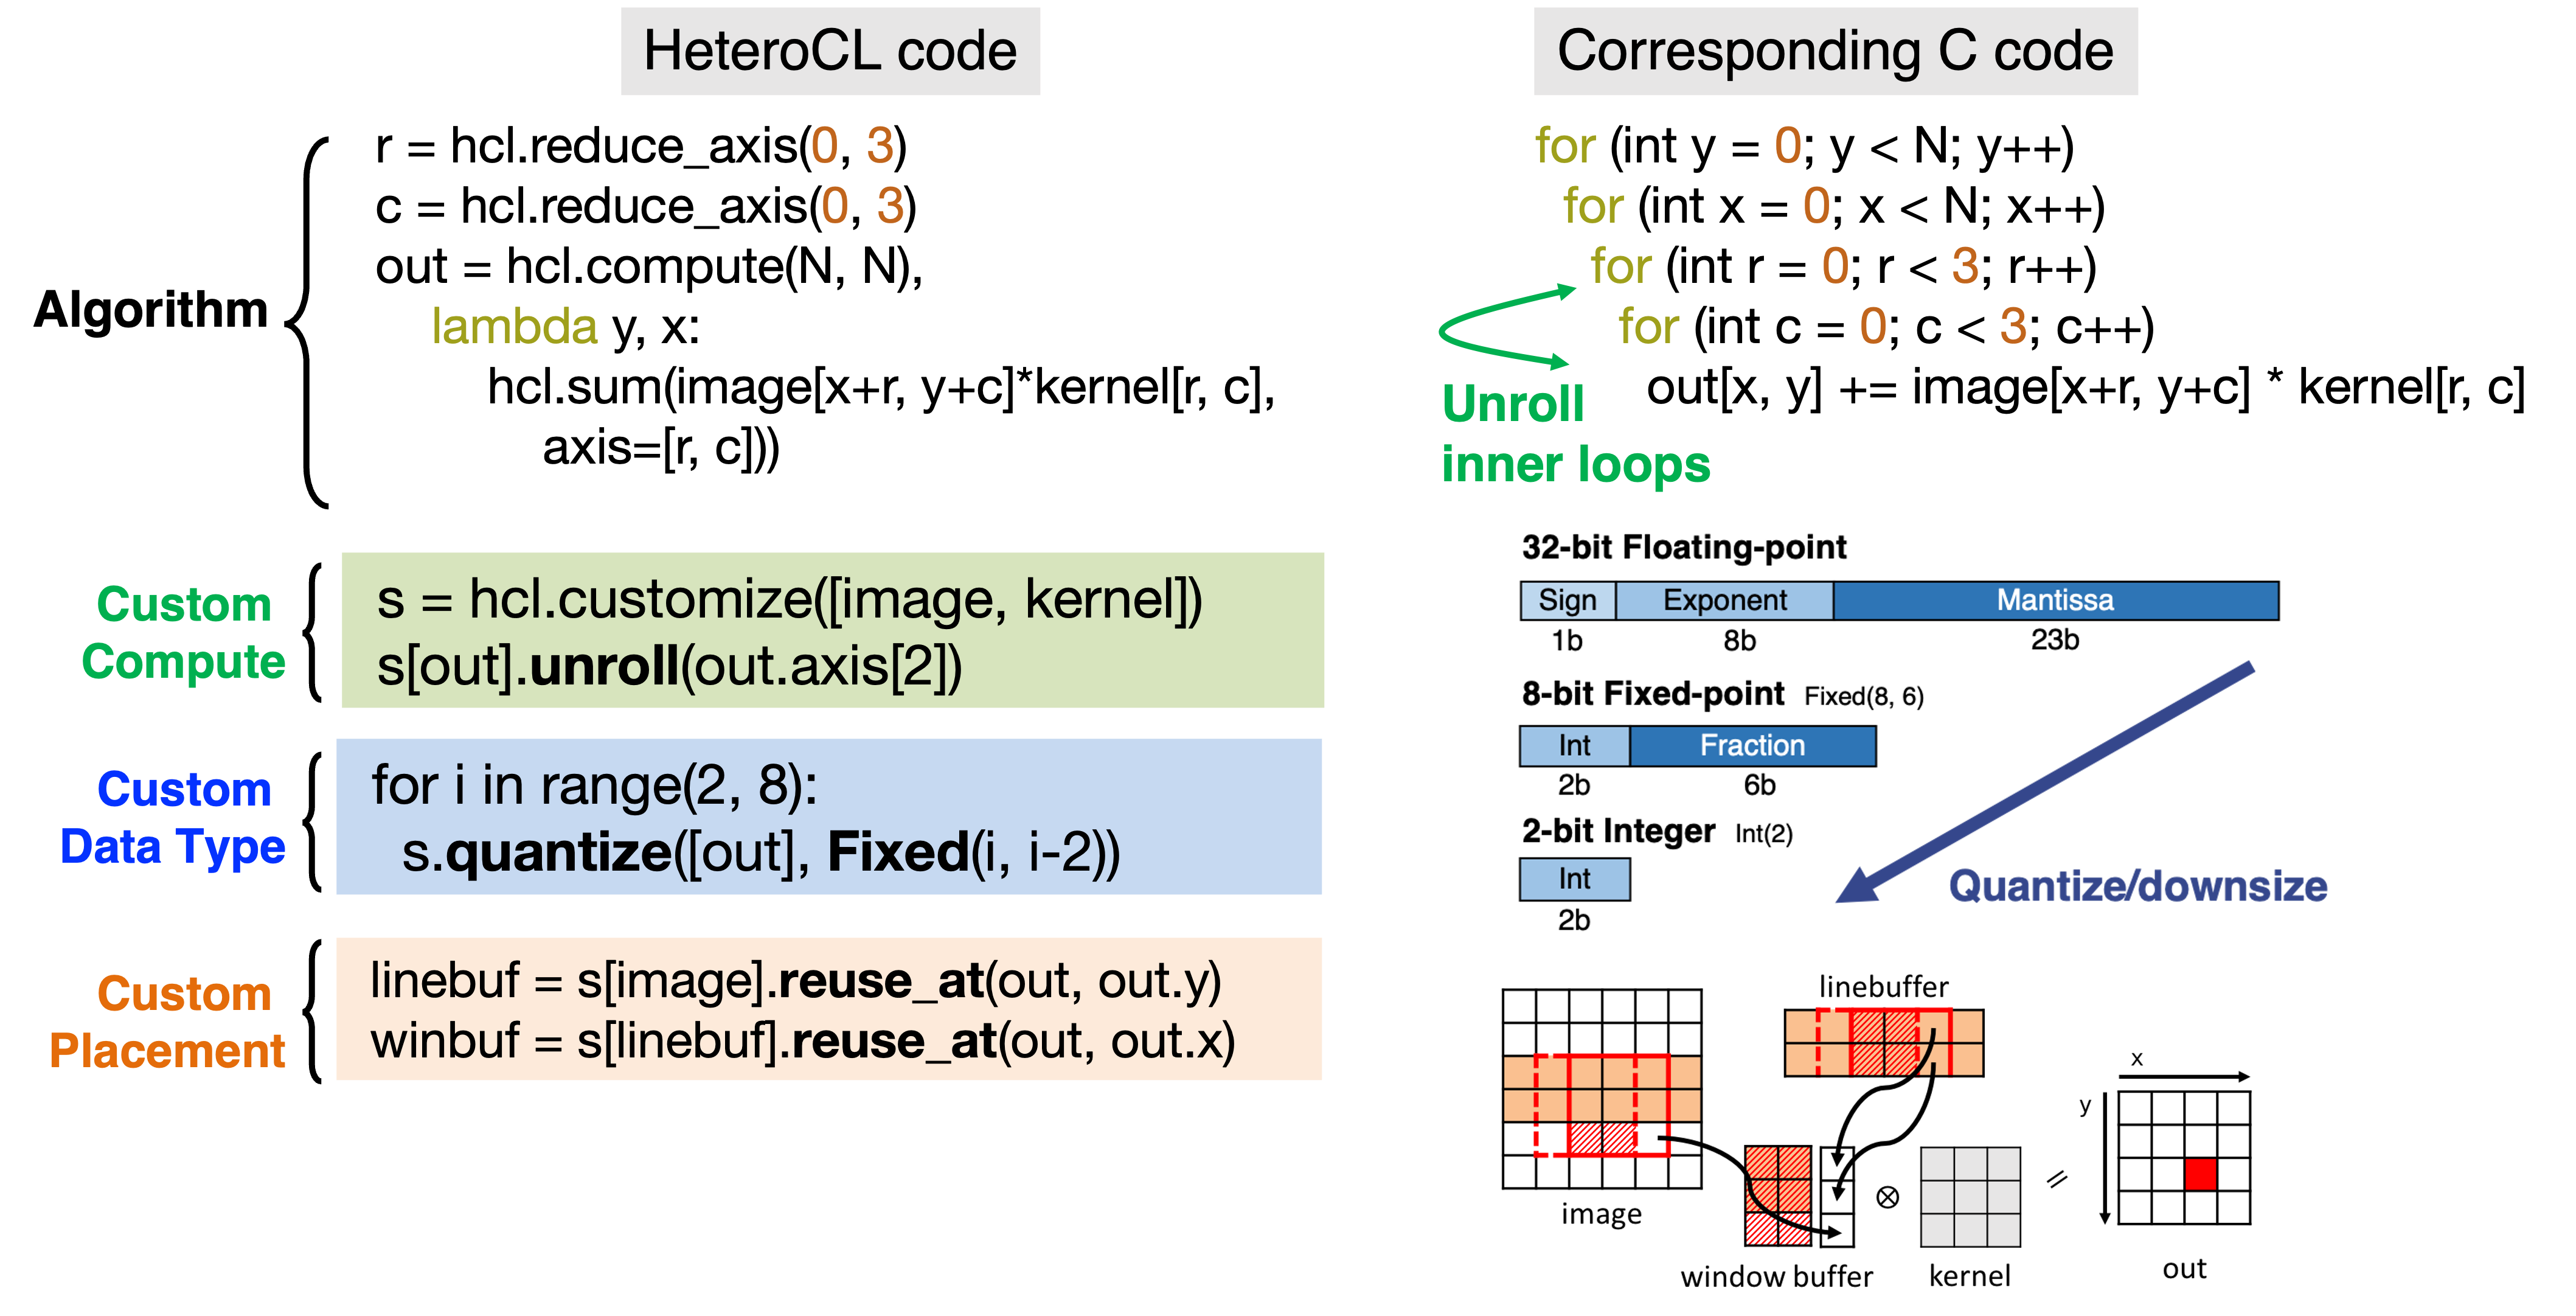 HeteroCL code
Algorithm
r = hcl.reduce_axis(0, 3)
c = hcl.reduce_axis(0, 3)
out = hcl.compute(N, N),
lambda y, x:
hcl.sum(image[x+r, y+c]*kernel[r, c],
axis=[r, c]))
Custom
Compute
s = hcl.customize([image, kernel])
s[out].unroll(out.axis[2])
Custom
Data Type
for i in range(2, 8):
s.quantize([out], Fixed(i, i-2))
Custom
Placement
linebuf = s[image].reuse_at(out, out.y)
winbuf = s[linebuf].reuse_at(out, out.x)
Corresponding C code
for (int y = 0; y < N; y++)
for (int x = 0; x < N; x++)
for (int r = 0; r < 3; r++)
for (int c = 0; c < 3; c++)
out[x, y] += image[x+r, y+c] * kernel[r, c]
Unroll
inner loops
32-bit Floating-point
Sign Exponent Mantissa
1b 8b 23b
8-bit Fixed-point Fixed(8, 6)
Int Fraction
2b 6b
2-bit Integer Int(2)
Int
2b
Quantize/downsize
linebuffer
image
window buffer
⊗
kernel
=
x
y
out